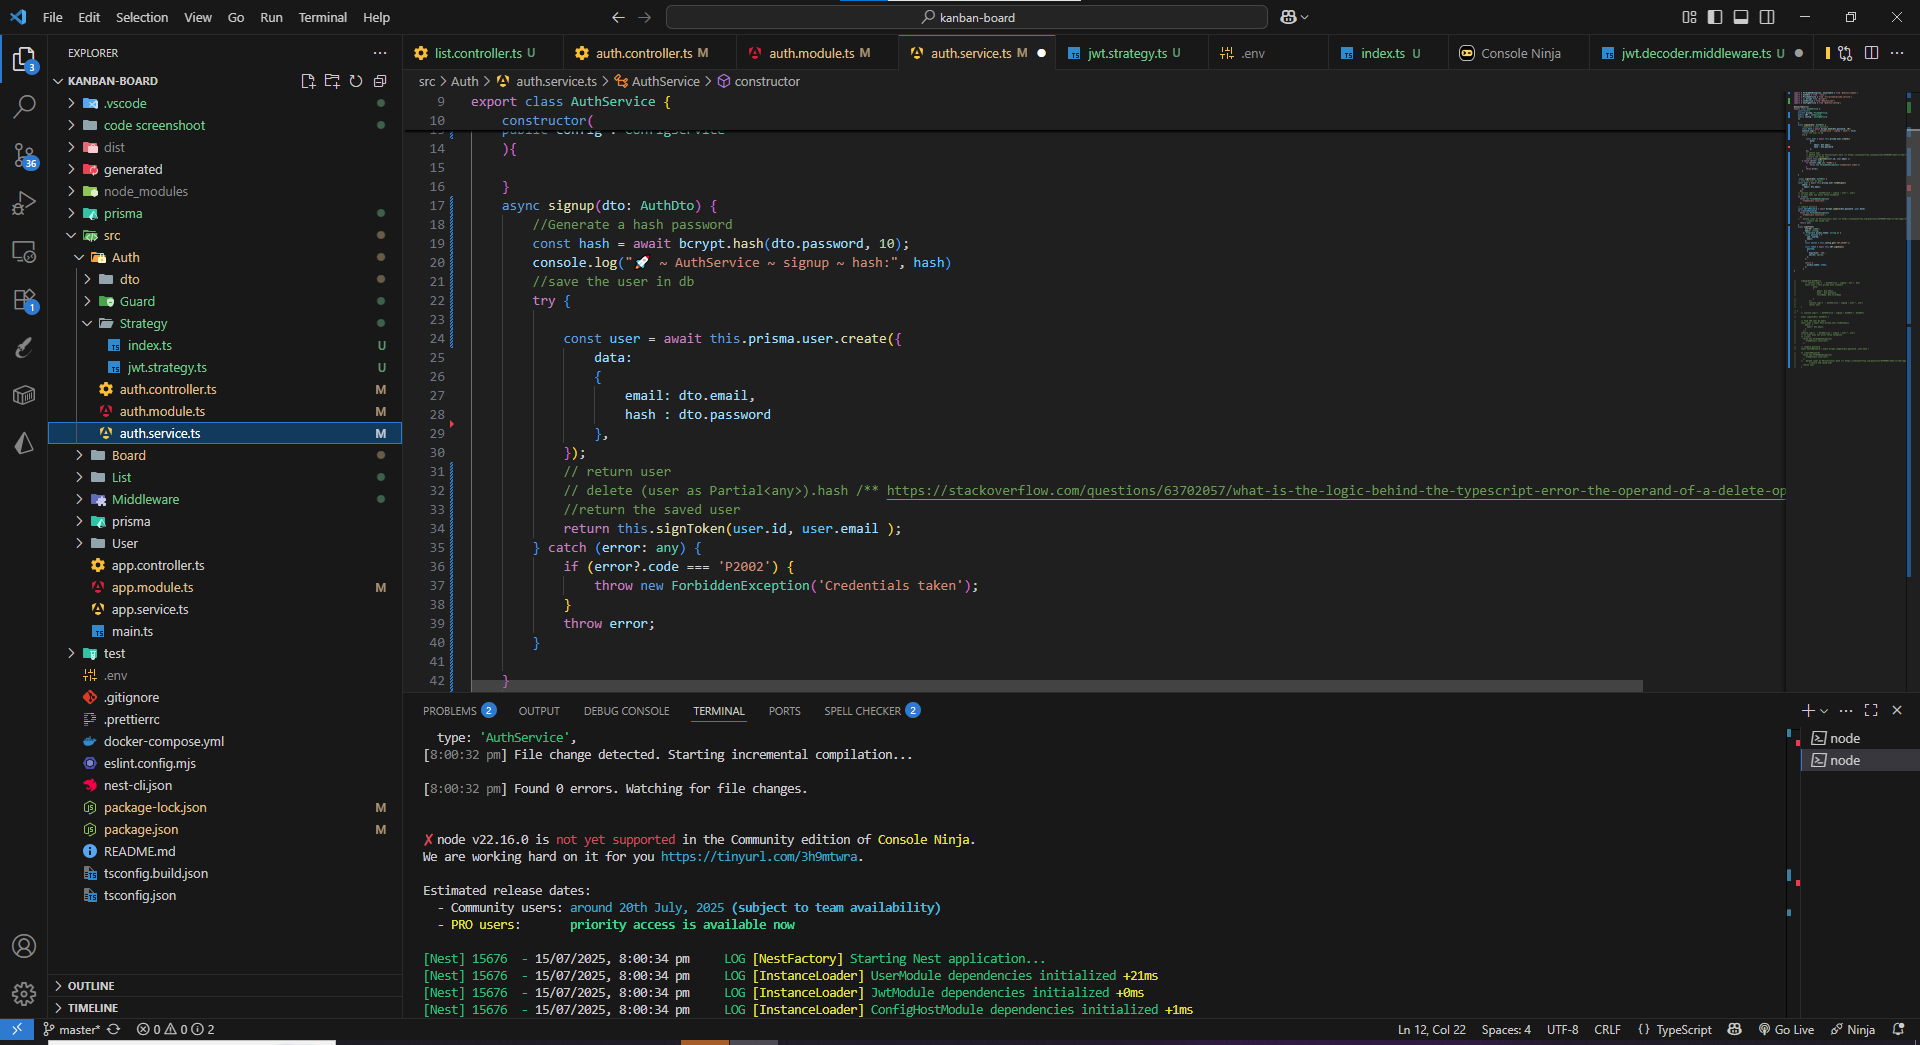 File Edit Selection View Go Run Terminal Help
kanban-board
EXPLORER
KANBAN-BOARD
.vscode
code screenshoot
dist
generated
node_modules
prisma
src
Auth
dto
Guard
Strategy
index.ts U
jwt.strategy.ts U
auth.controller.ts M
auth.module.ts M
auth.service.ts M
Board
List
Middleware
prisma
User
app.controller.ts
app.module.ts M
app.service.ts
main.ts
test
.env
.gitignore
.prettierrc
docker-compose.yml
eslint.config.mjs
nest-cli.json
package-lock.json M
package.json M
README.md
tsconfig.build.json
tsconfig.json
OUTLINE
TIMELINE
3
36
1
list.controller.ts U auth.controller.ts M auth.module.ts M auth.service.ts M jwt.strategy.ts U .env index.ts U Console Ninja jwt.decoder.middleware.ts U
src > Auth > auth.service.ts > AuthService > constructor
9 export class AuthService {
10 constructor(
14 ){
15
16 }
17 async signup(dto: AuthDto) {
18 //Generate a hash password
19 const hash = await bcrypt.hash(dto.password, 10);
20 console.log("🚀 ~ AuthService ~ signup ~ hash:", hash)
21 //save the user in db
22 try {
23
24 const user = await this.prisma.user.create({
25 data:
26 {
27 email: dto.email,
28 hash : dto.password
29 },
30 });
31 // return user
32 // delete (user as Partial<any>).hash /** https://stackoverflow.com/questions/63702057/what-is-the-logic-behind-the-typescript-error-the-operand-of-a-delete-op
33 //return the saved user
34 return this.signToken(user.id, user.email );
35 } catch (error: any) {
36 if (error?.code === 'P2002') {
37 throw new ForbiddenException('Credentials taken');
38 }
39 throw error;
40 }
41
42 }
PROBLEMS 2 OUTPUT DEBUG CONSOLE TERMINAL PORTS SPELL CHECKER 2
type: 'AuthService',
[8:00:32 pm] File change detected. Starting incremental compilation...
[8:00:32 pm] Found 0 errors. Watching for file changes.
✗ node v22.16.0 is not yet supported in the Community edition of Console Ninja.
We are working hard on it for you https://tinyurl.com/3h9mtwra.
Estimated release dates:
- Community users: around 20th July, 2025 (subject to team availability)
- PRO users: priority access is available now
[Nest] 15676 - 15/07/2025, 8:00:34 pm LOG [NestFactory] Starting Nest application...
[Nest] 15676 - 15/07/2025, 8:00:34 pm LOG [InstanceLoader] UserModule dependencies initialized +21ms
[Nest] 15676 - 15/07/2025, 8:00:34 pm LOG [InstanceLoader] JwtModule dependencies initialized +0ms
[Nest] 15676 - 15/07/2025, 8:00:34 pm LOG [InstanceLoader] ConfigHostModule dependencies initialized +1ms
node
node
master* 0 0 2
Ln 12, Col 22 Spaces: 4 UTF-8 CRLF {} TypeScript Go Live Ninja